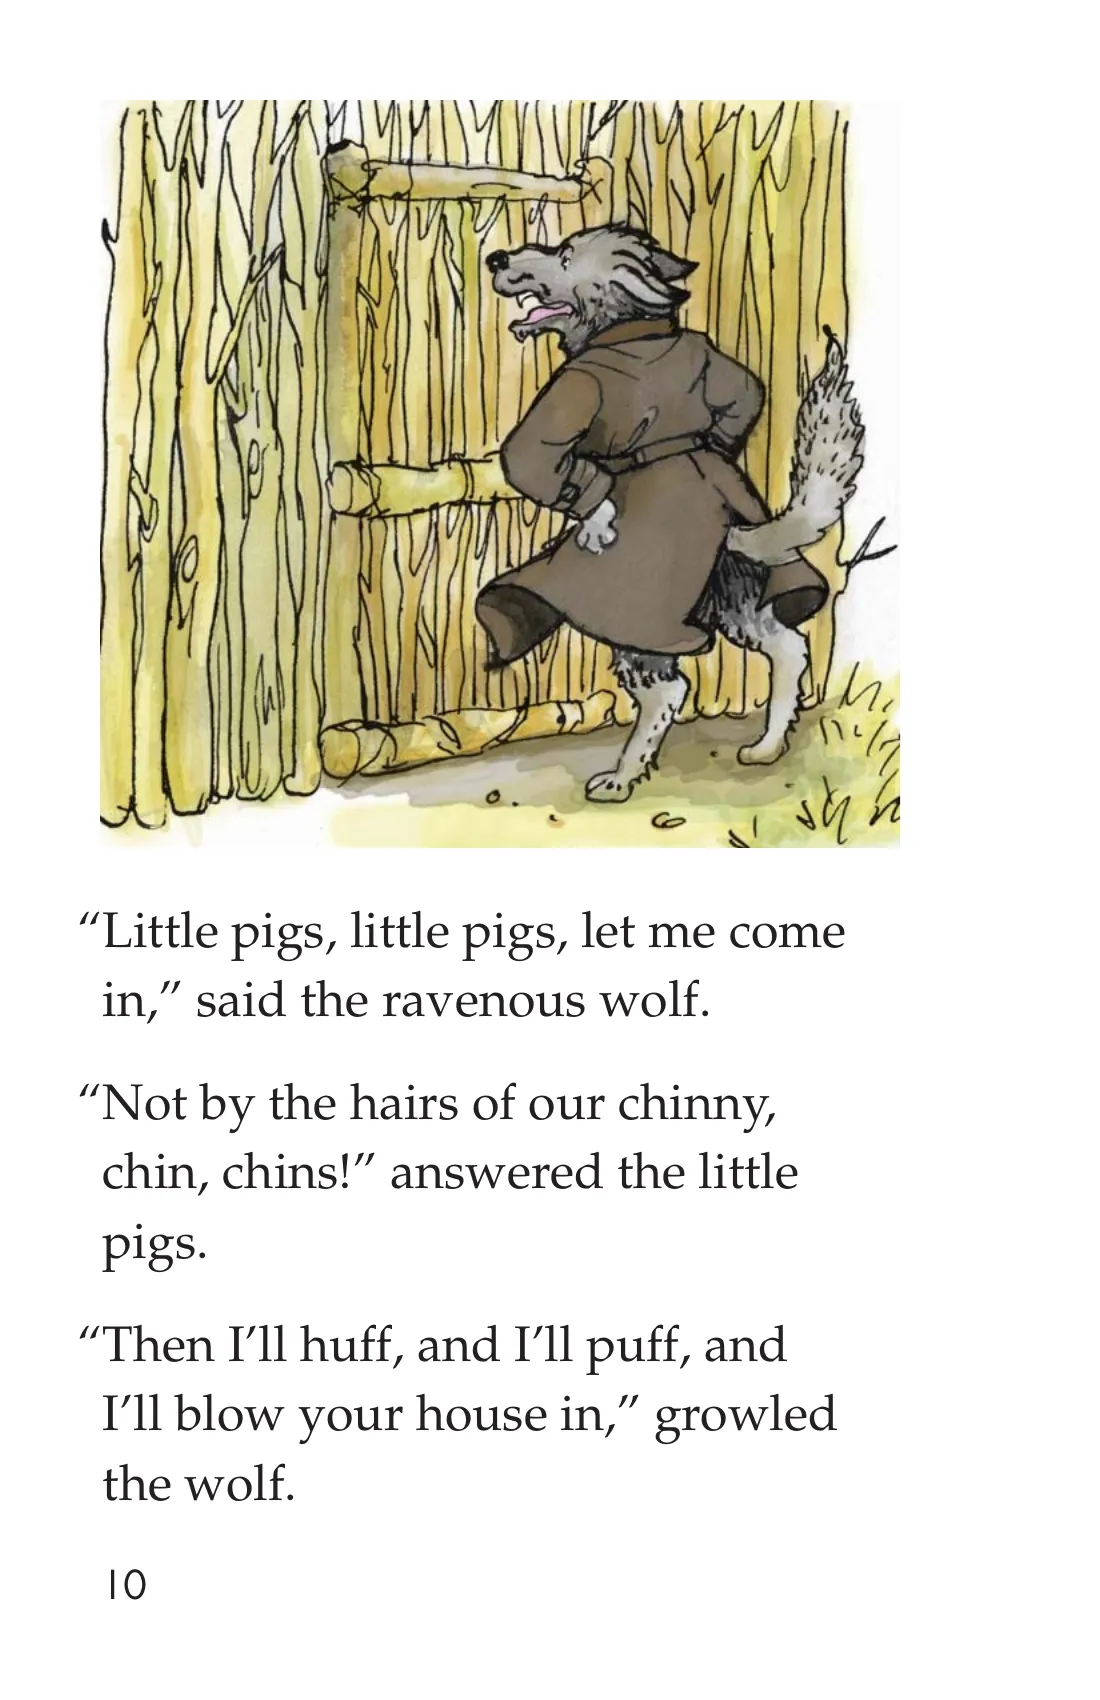 “Little pigs, little pigs, let me come
in,” said the ravenous wolf.
“Not by the hairs of our chinny,
chin, chins!” answered the little
pigs.
“Then I’ll huff, and I’ll puff, and
I’ll blow your house in,” growled
the wolf.
10